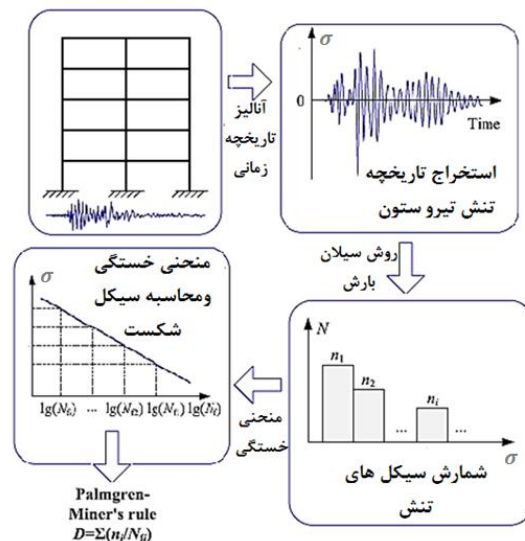 آنالیز
تاریخچه
زمانی
σ
0
Time
استخراج تاریخچه
تنش تیرو ستون
روش سیلان
بارش
N
n₁
n₂
...
nᵢ
...
σ
شمارش سیکل های
تنش
منحنی
خستگی
منحنی خستگی
ومحاسبه سیکل
شکست
σ
lg(Nfi) ... lg(Nf2) lg(Nf1) lg(Nf)
Palmgren-
Miner's rule
D=Σ(nᵢ/Nfi)